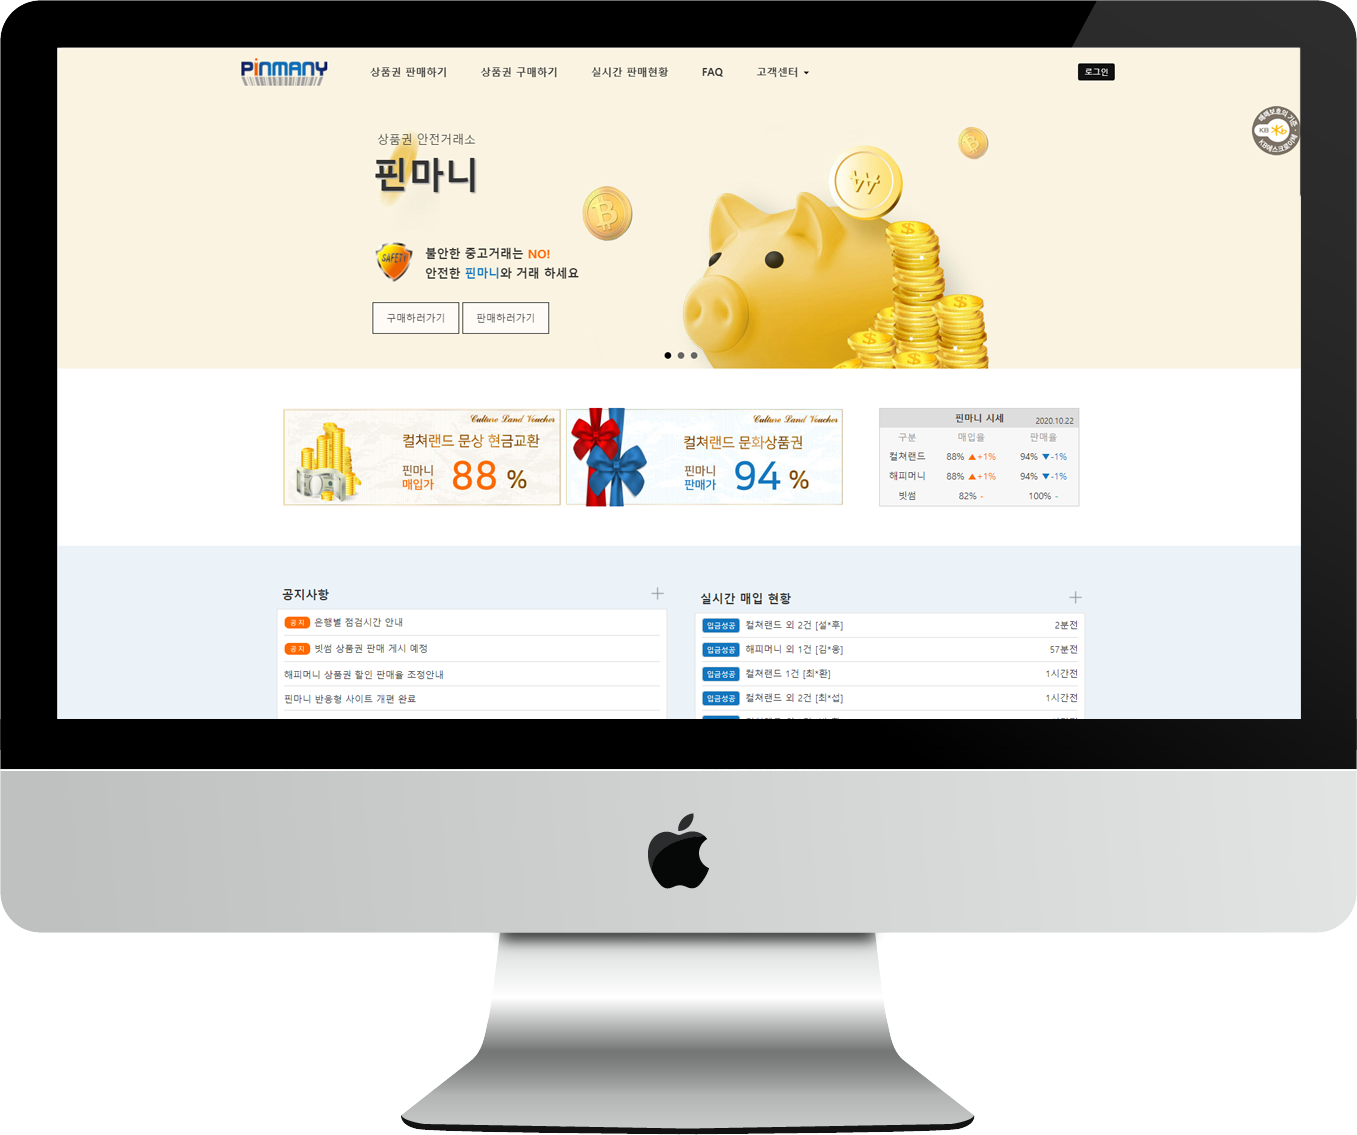 PINMANY
상품권 판매하기
상품권 구매하기
실시간 판매현황
FAQ
고객센터
로그인
상품권 안전거래소
핀마니
SAFETY
불안한 중고거래는 NO!
안전한 핀마니와 거래 하세요
구매하러가기
판매하러가기
매매보호의 기준
KB
KB에스크로이체
Culture Land Voucher
컬쳐랜드 문상 현금교환
핀마니
매입가
88 %
Culture Land Voucher
컬쳐랜드 문화상품권
핀마니
판매가
94 %
핀마니 시세 2020.10.22
구분 매입율 판매율
컬쳐랜드 88% ▲+1% 94% ▼-1%
해피머니 88% ▲+1% 94% ▼-1%
빗썸 82% - 100% -
공지사항
공지 은행별 점검시간 안내
공지 빗썸 상품권 판매 게시 예정
해피머니 상품권 할인 판매율 조정안내
핀마니 반응형 사이트 개편 완료
실시간 매입 현황
입금성공 컬쳐랜드 외 2건 [설*후] 2분전
입금성공 해피머니 외 1건 [김*웅] 57분전
입금성공 컬쳐랜드 1건 [최*환] 1시간전
입금성공 컬쳐랜드 외 2건 [최*섭] 1시간전